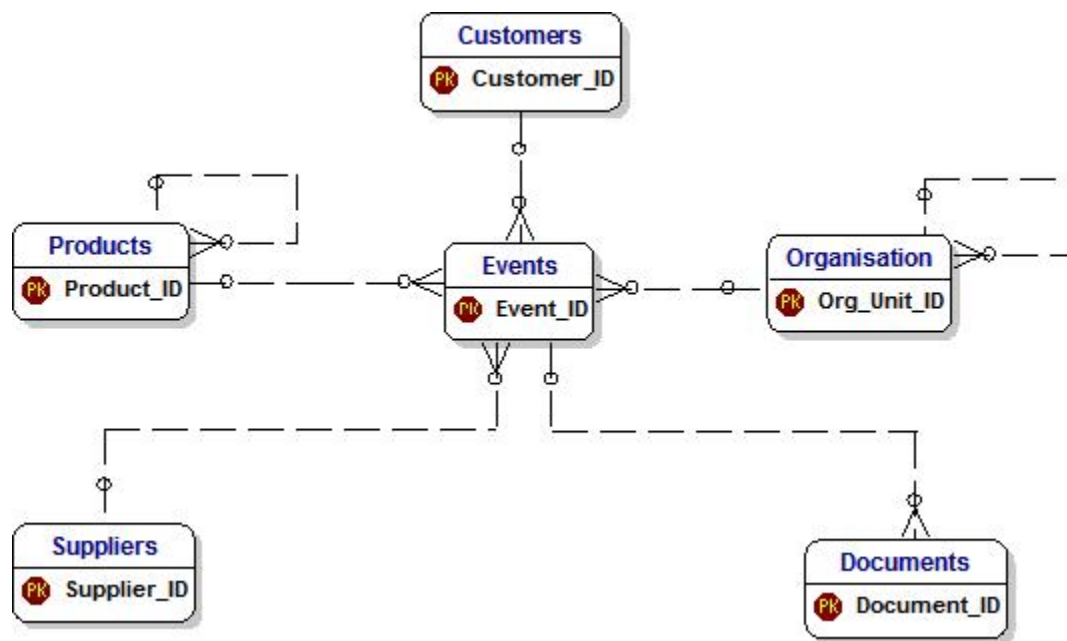 Customers
PK Customer_ID
Products
PK Product_ID
Events
PK Event_ID
Organisation
PK Org_Unit_ID
Suppliers
PK Supplier_ID
Documents
PK Document_ID